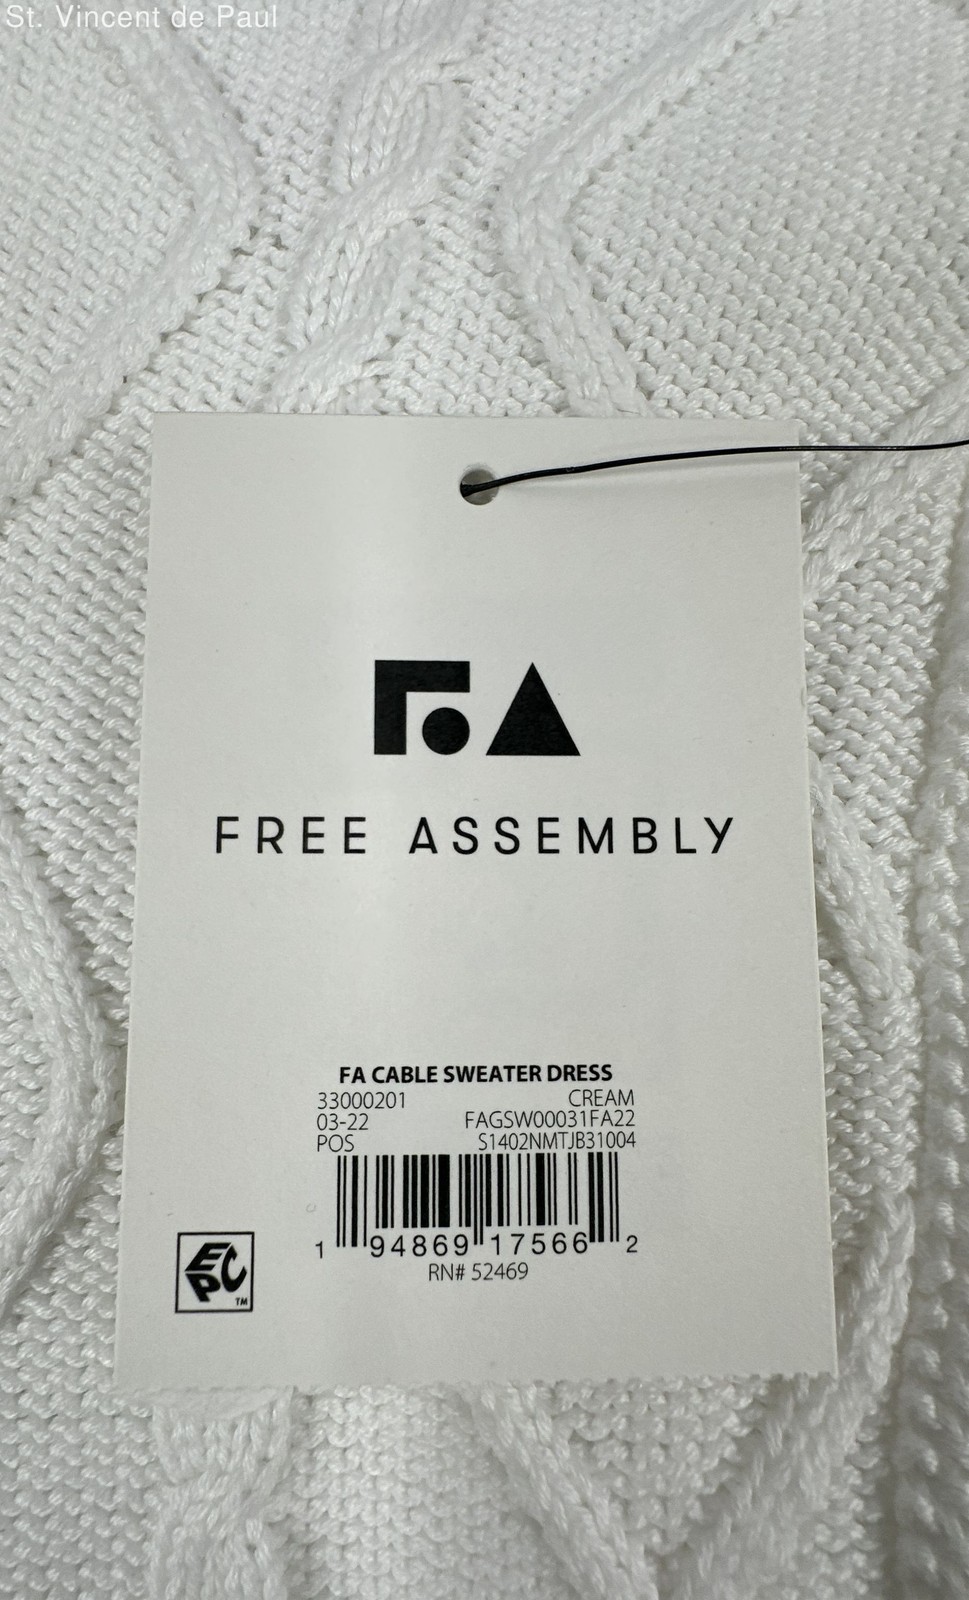 St. Vincent de Paul
FREE ASSEMBLY
FA CABLE SWEATER DRESS
33000201 CREAM
03-22 FAGSW00031FA22
POS S1402NMTJB31004
1 94869 17566 2
RN# 52469
EPC
TM